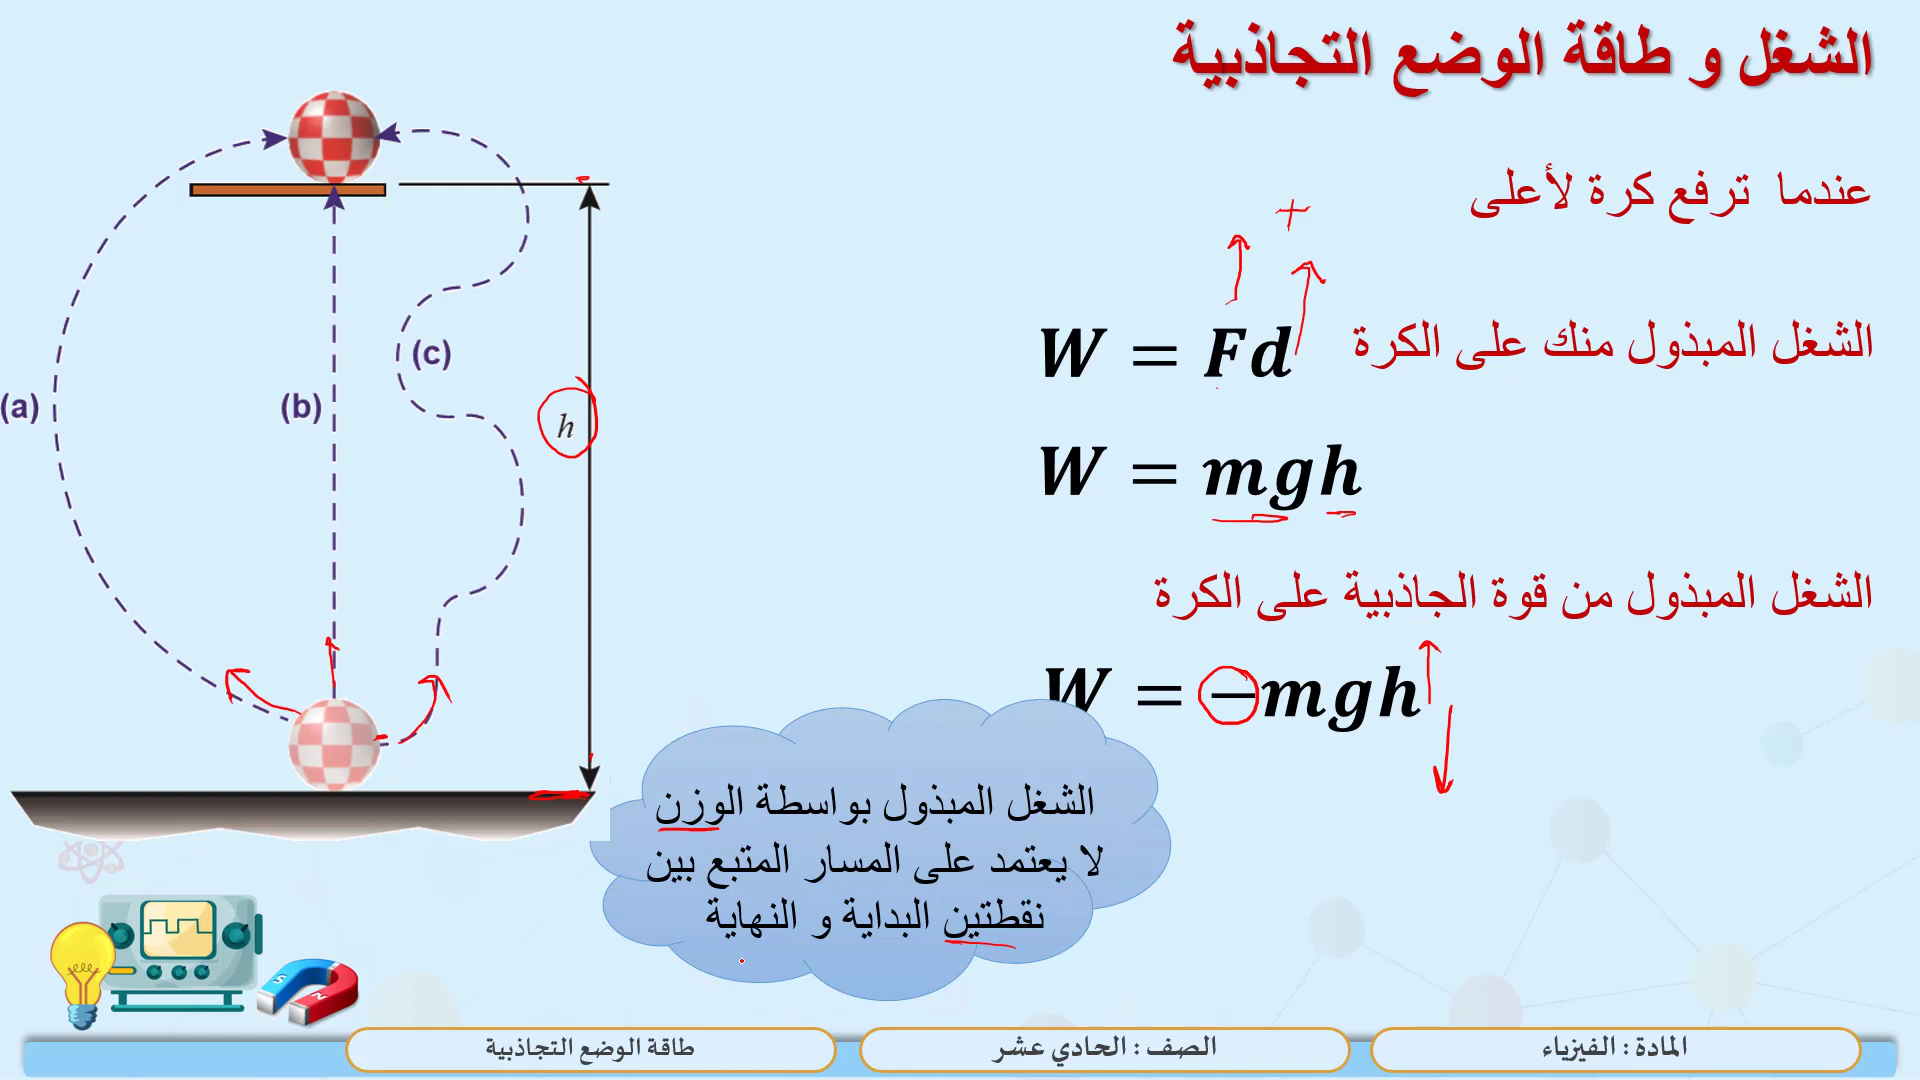 الشغل و طاقة الوضع التجاذبية
عندما ترفع كرة لأعلى
+
الشغل المبذول منك على الكرة
W = Fd
W = mgh
الشغل المبذول من قوة الجاذبية على الكرة
W = −mgh
(a)
(b)
(c)
h
الشغل المبذول بواسطة الوزن
لا يعتمد على المسار المتبع بين
نقطتين البداية و النهاية
S
N
المادة : الفيزياء
الصف : الحادي عشر
طاقة الوضع التجاذبية